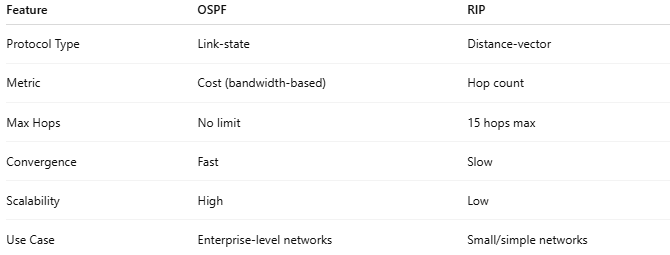 Feature OSPF RIP
Protocol Type Link-state Distance-vector
Metric Cost (bandwidth-based) Hop count
Max Hops No limit 15 hops max
Convergence Fast Slow
Scalability High Low
Use Case Enterprise-level networks Small/simple networks